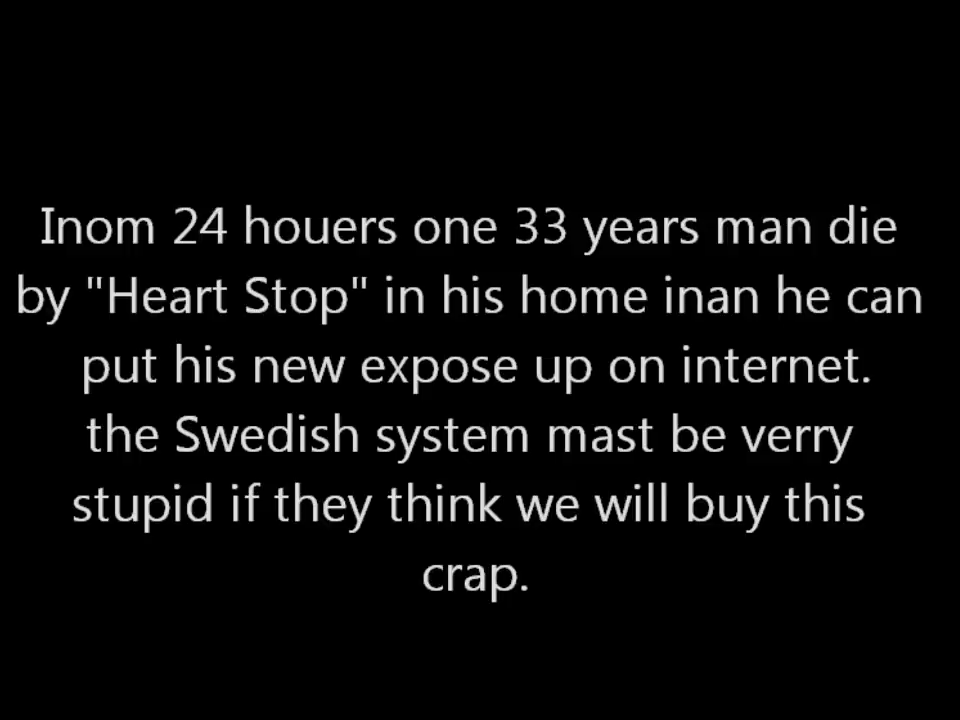 Inom 24 houers one 33 years man die
by "Heart Stop" in his home inan he can
put his new expose up on internet.
the Swedish system mast be verry
stupid if they think we will buy this
crap.